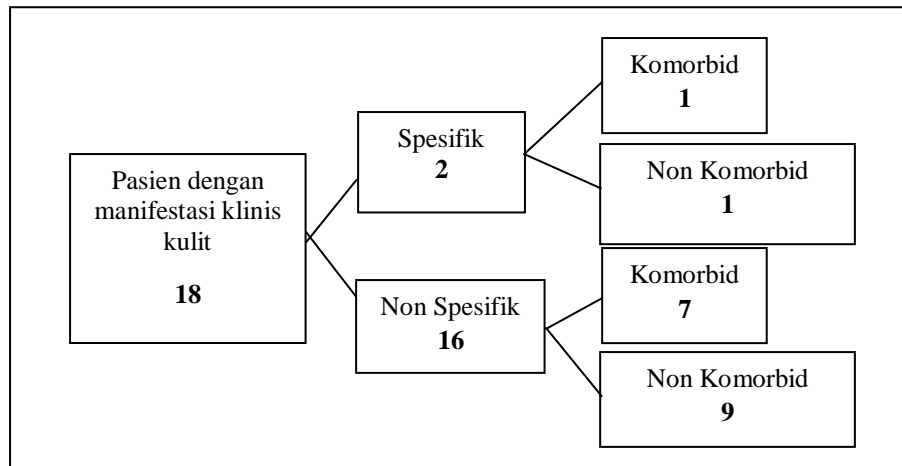 Pasien dengan
manifestasi klinis
kulit
18
Spesifik
2
Komorbid
1
Non Komorbid
1
Non Spesifik
16
Komorbid
7
Non Komorbid
9